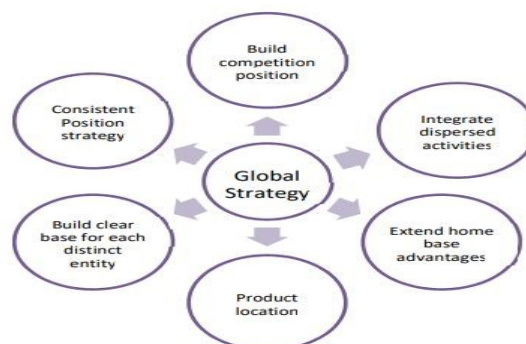 Build
competition
position
Consistent
Position
strategy
Integrate
dispersed
activities
Global
Strategy
Build clear
base for each
distinct
entity
Extend home
base
advantages
Product
location